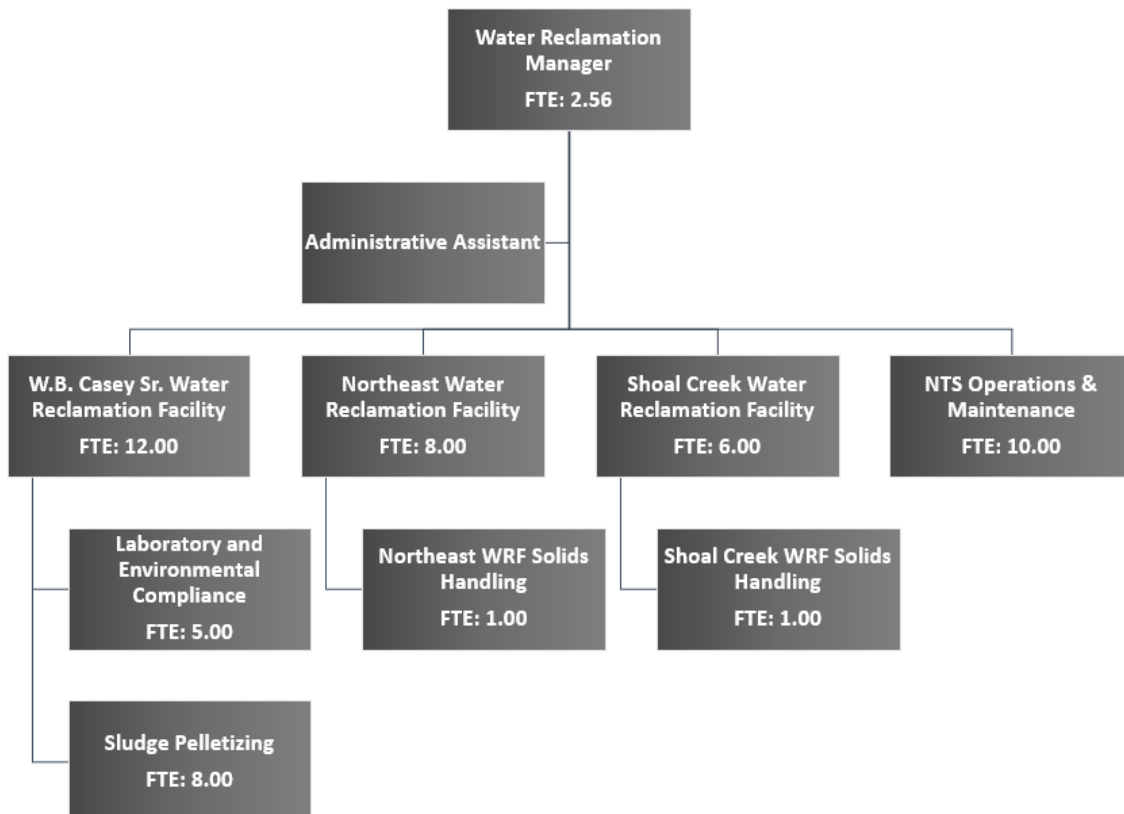 Water Reclamation
Manager
FTE: 2.56
Administrative Assistant
W.B. Casey Sr. Water
Reclamation Facility
FTE: 12.00
Northeast Water
Reclamation Facility
FTE: 8.00
Shoal Creek Water
Reclamation Facility
FTE: 6.00
NTS Operations &
Maintenance
FTE: 10.00
Laboratory and
Environmental
Compliance
FTE: 5.00
Northeast WRF Solids
Handling
FTE: 1.00
Shoal Creek WRF Solids
Handling
FTE: 1.00
Sludge Pelletizing
FTE: 8.00